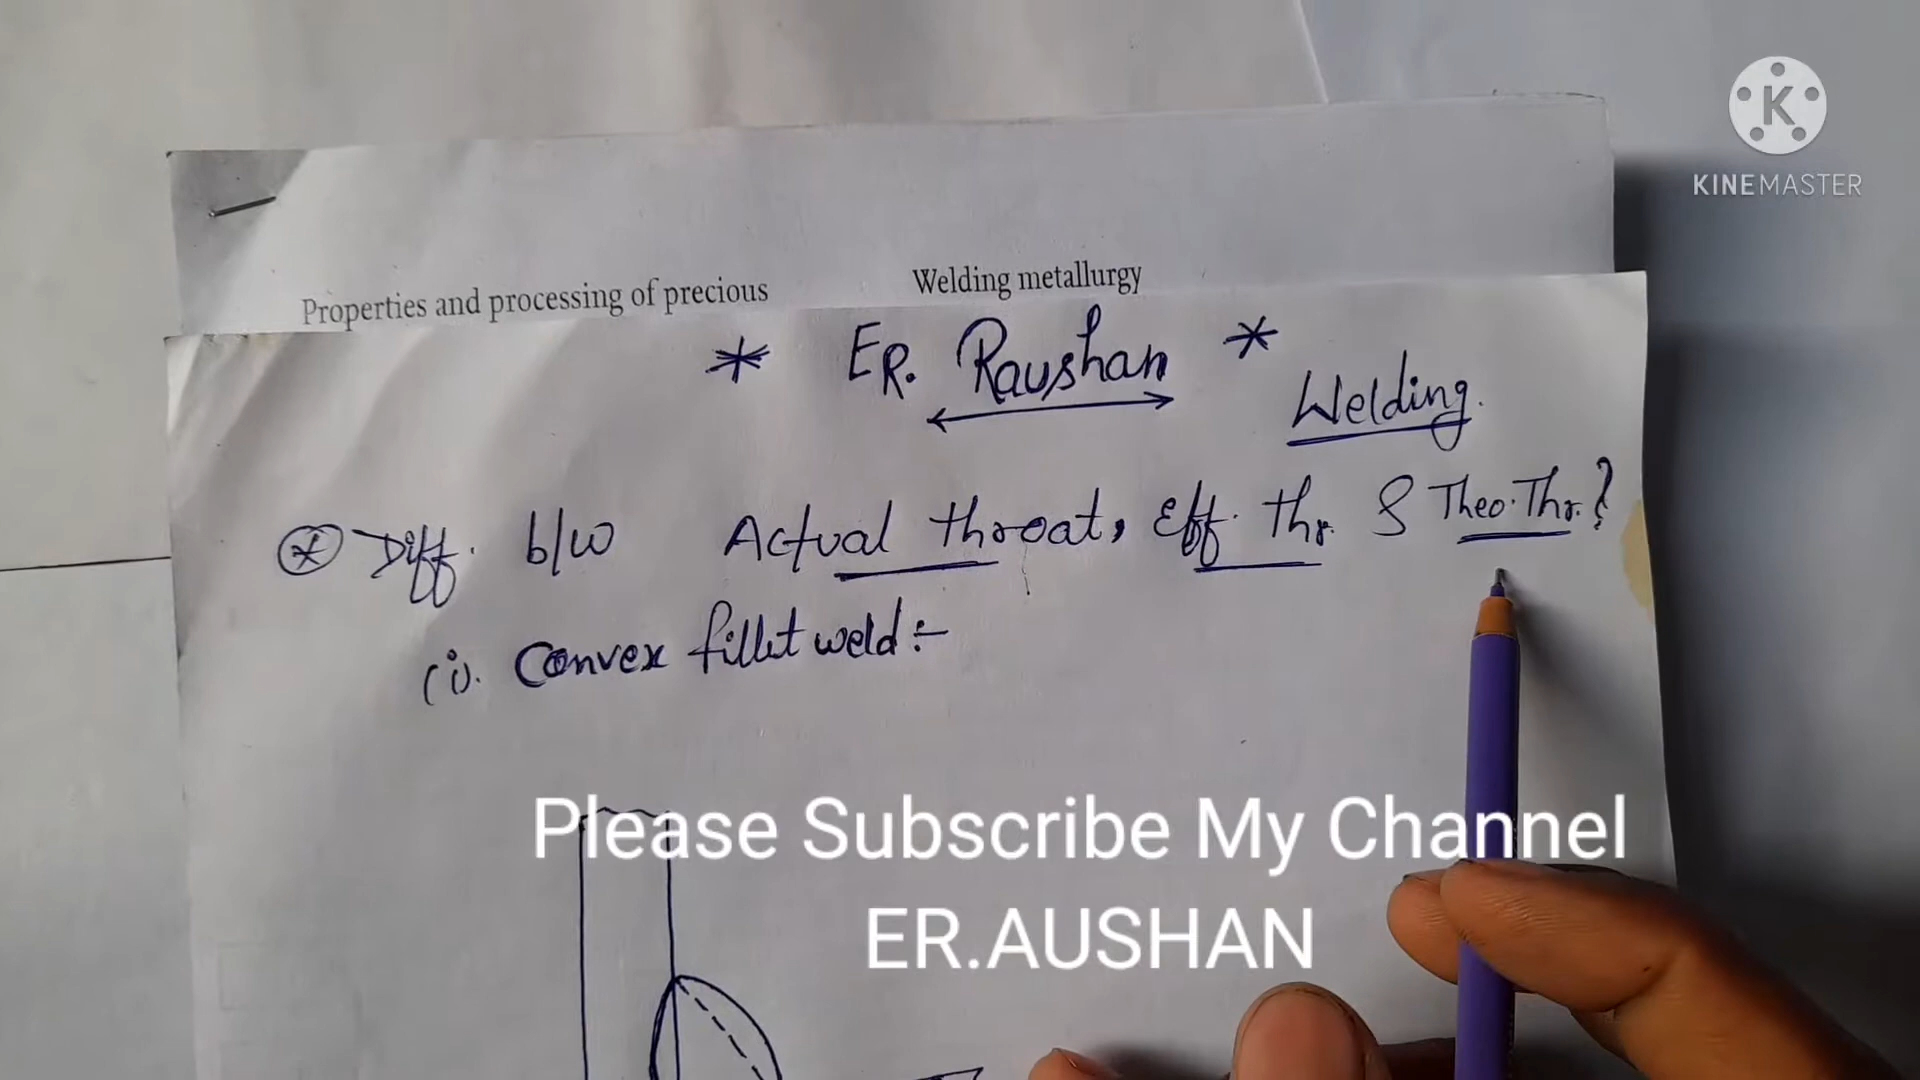 KINEMASTER
Properties and processing of precious Welding metallurgy
* ER. Raushan *
Welding.
* Diff. b/w Actual throat, Eff. thr. & Theo. Thr.?
(i). Convex fillet weld :-
Please Subscribe My Channel
ER.AUSHAN